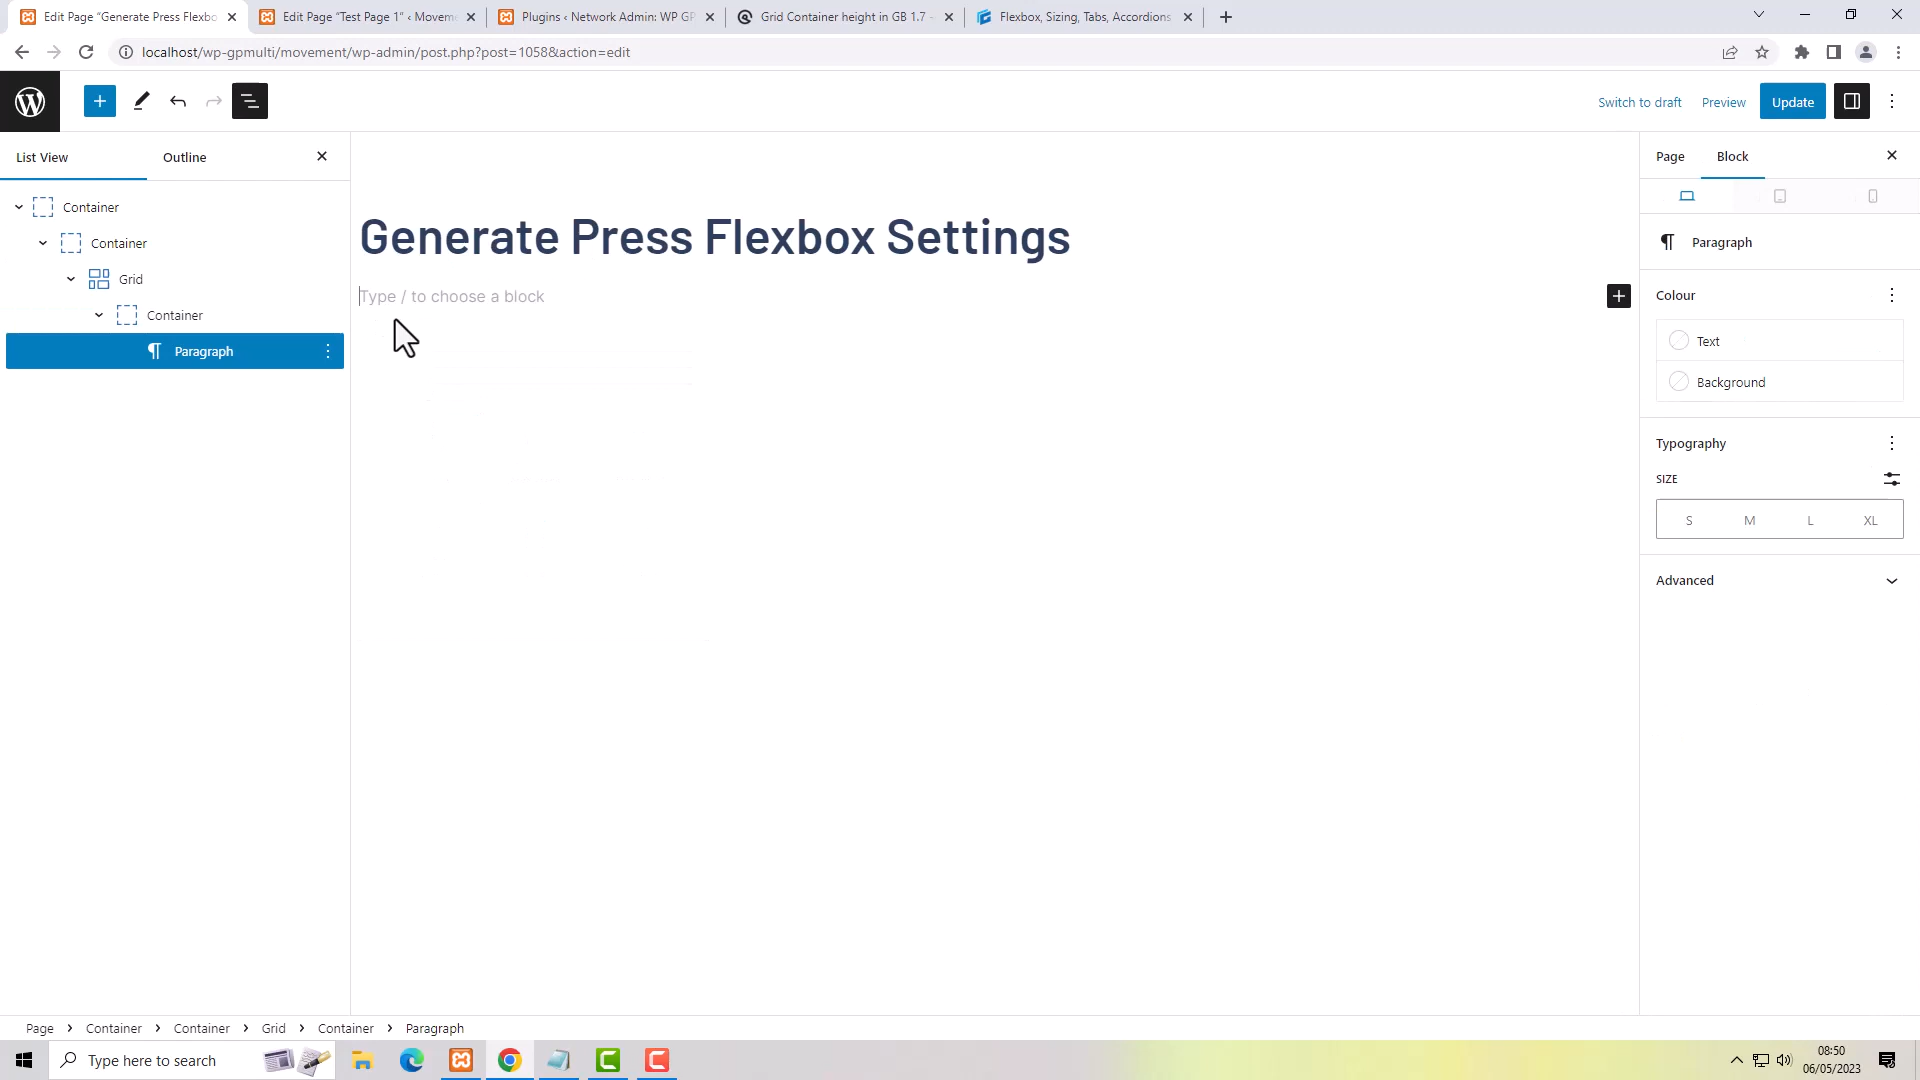 Edit Page "Generate Press Flexbo
Edit Page "Test Page 1" ‹ Moveme
Plugins ‹ Network Admin: WP GP
Grid Container height in GB 1.7 -
Flexbox, Sizing, Tabs, Accordions
localhost/wp-gpmulti/movement/wp-admin/post.php?post=1058&action=edit
Switch to draft
Preview
Update
List View
Outline
Page
Block
Container
Container
Grid
Container
Paragraph
Generate Press Flexbox Settings
Type / to choose a block
Paragraph
Colour
Text
Background
Typography
SIZE
S M L XL
Advanced
Page > Container > Container > Grid > Container > Paragraph
Type here to search
08:50
06/05/2023